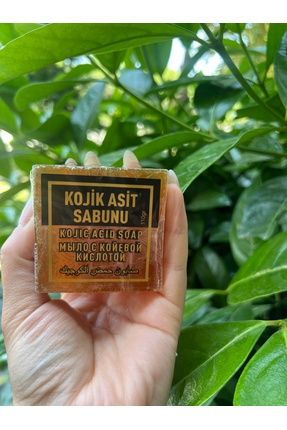 KOJİK ASİT
SABUNU
KOJIC ACID SOAP
МЫЛО С КОЙЕВОЙ
КИСЛОТОЙ
صابون حمض الكوجيك